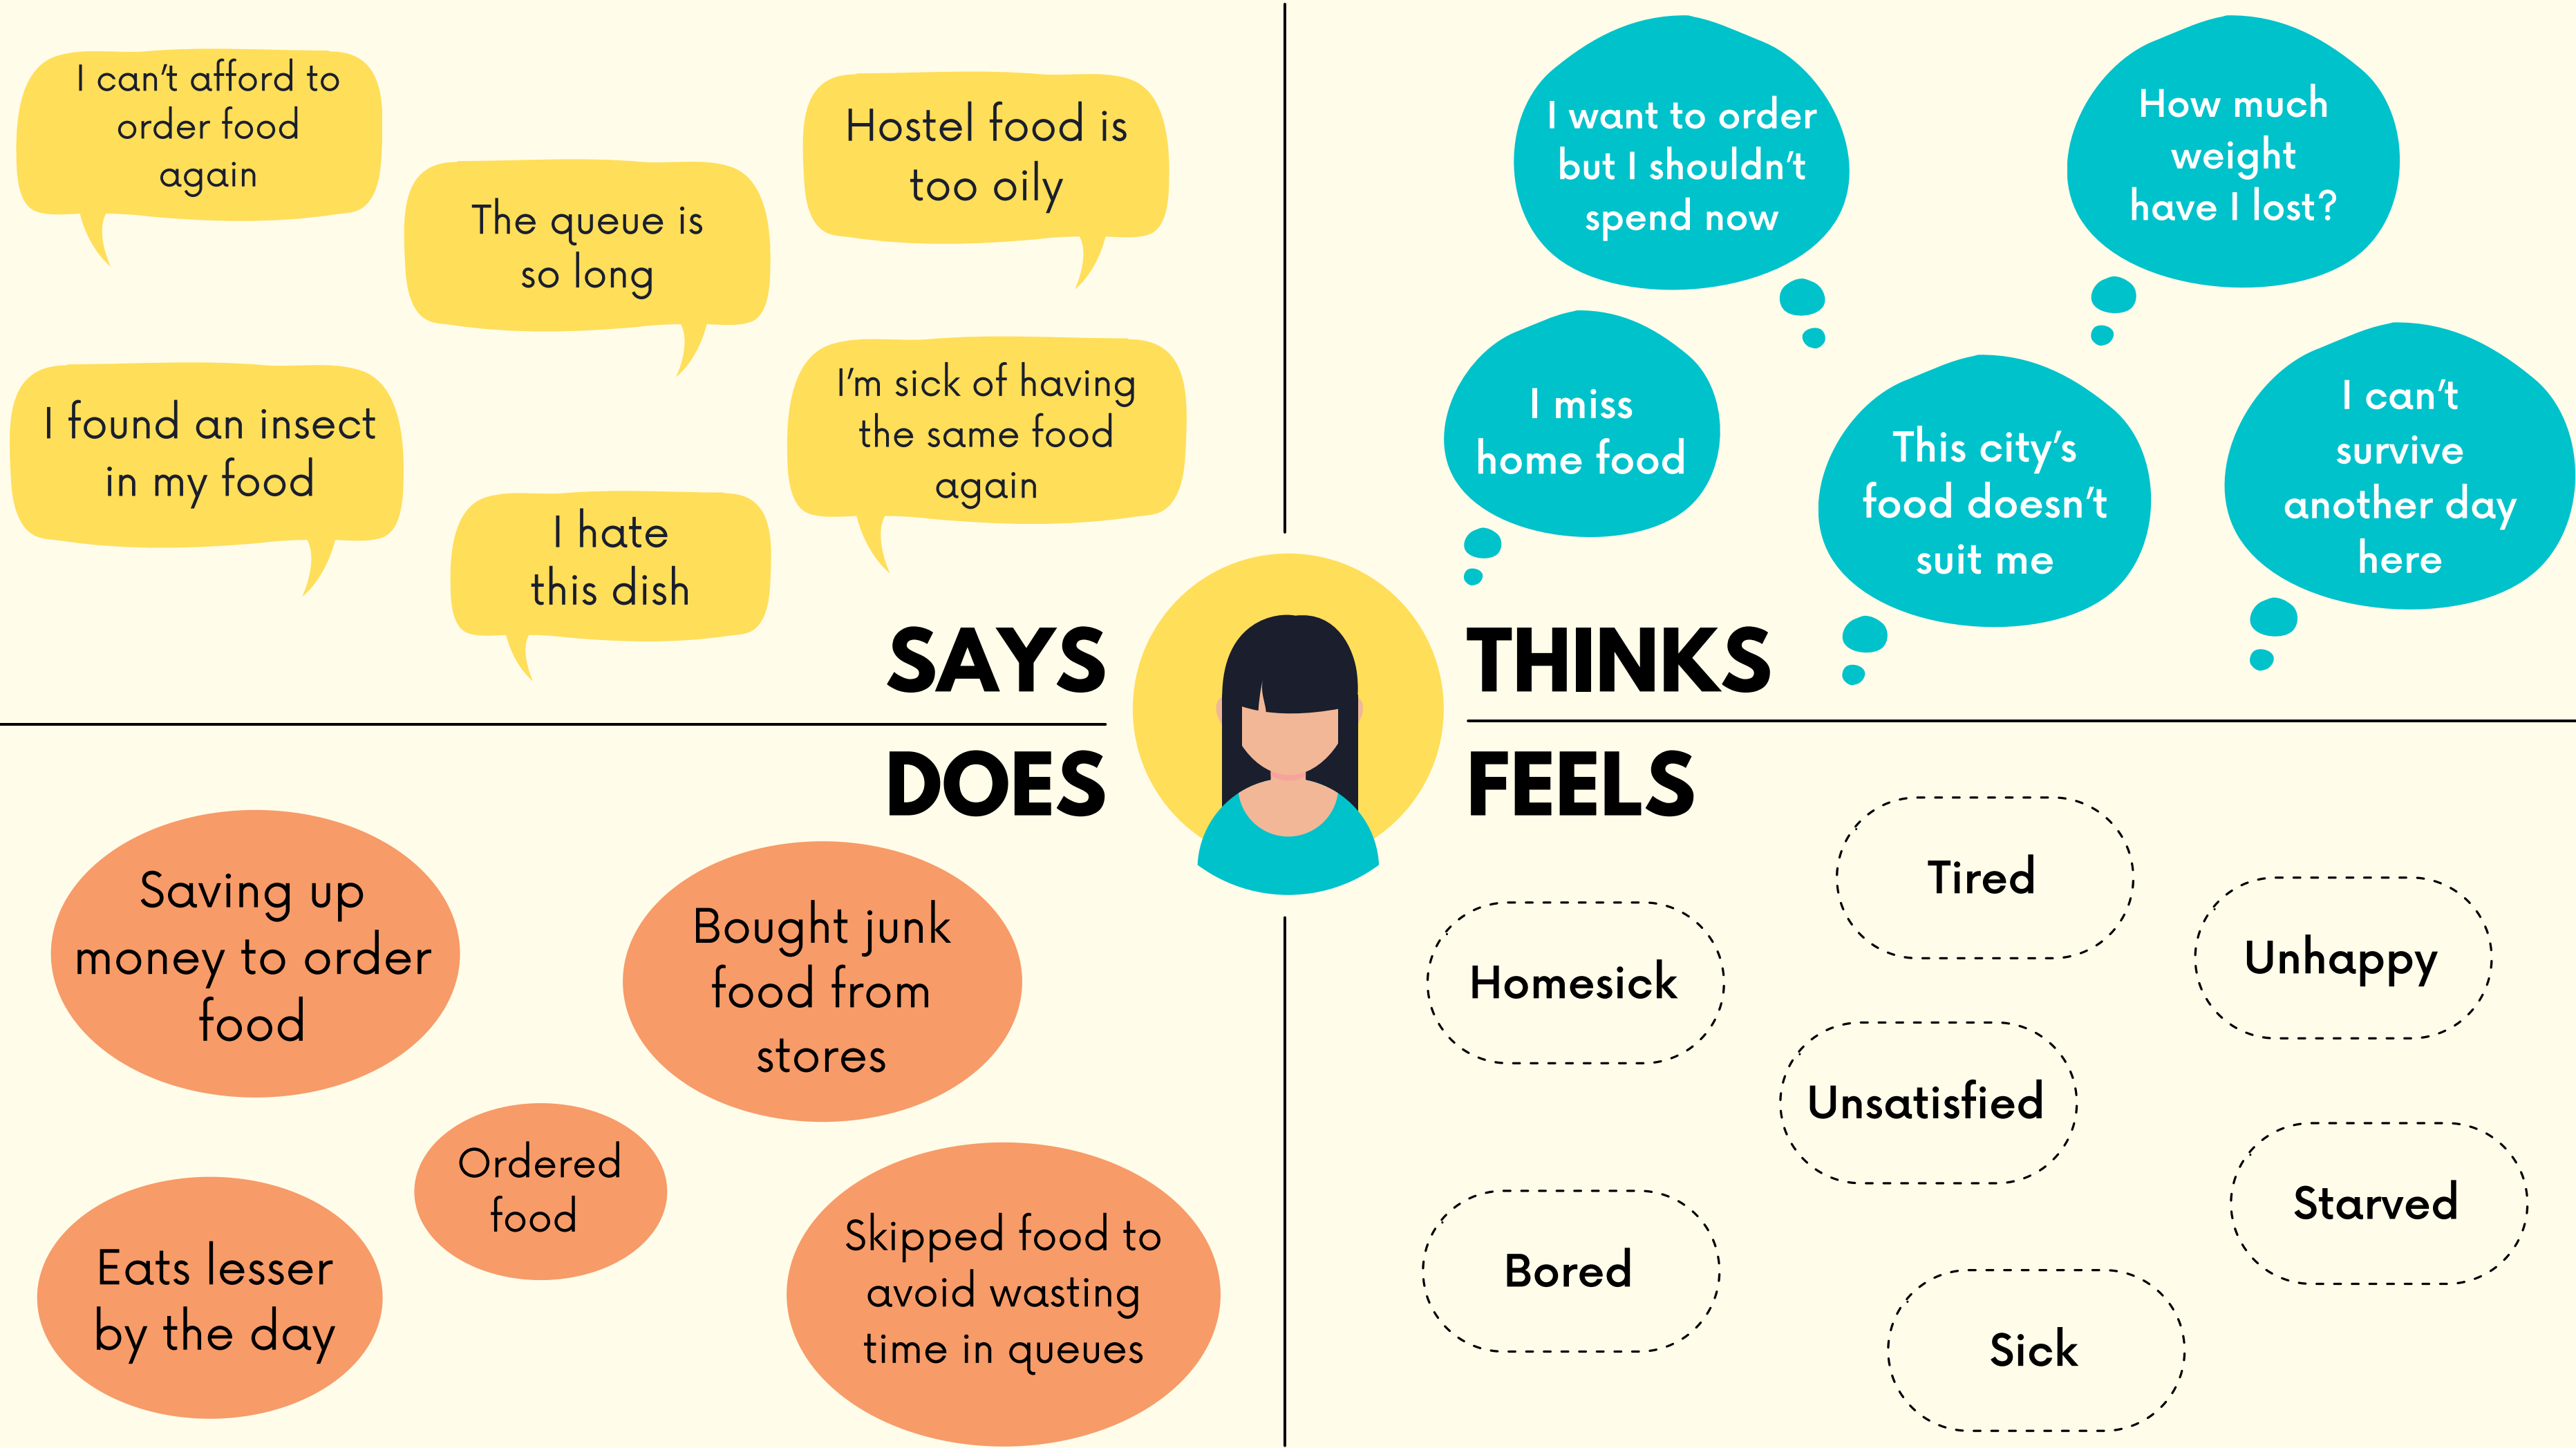 I can't afford to
order food
again
The queue is
so long
Hostel food is
too oily
I found an insect
in my food
I hate
this dish
I'm sick of having
the same food
again
SAYS
I want to order
but I shouldn't
spend now
How much
weight
have I lost?
I miss
home food
This city's
food doesn't
suit me
I can't
survive
another day
here
THINKS
DOES
Saving up
money to order
food
Bought junk
food from
stores
Ordered
food
Eats lesser
by the day
Skipped food to
avoid wasting
time in queues
FEELS
Tired
Homesick
Unhappy
Unsatisfied
Starved
Bored
Sick